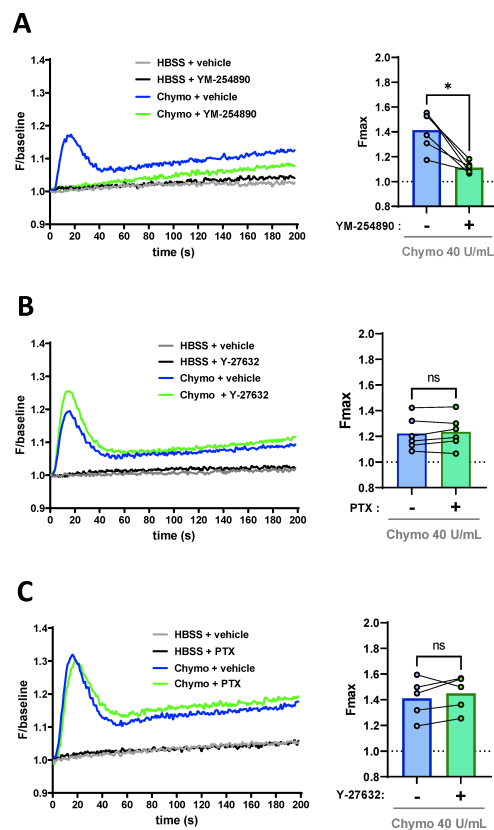 A
HBSS + vehicle
HBSS + YM-254890
Chymo + vehicle
Chymo + YM-254890
F/baseline
1.4
1.3
1.2
1.1
1.0
0.9
0 20 40 60 80 100 120 140 160 180 200
time (s)
Fmax
2.0
1.8
1.6
1.4
1.2
1.0
0.8
*
YM-254890 : - +
Chymo 40 U/mL
B
HBSS + vehicle
HBSS + Y-27632
Chymo + vehicle
Chymo + Y-27632
F/baseline
1.4
1.3
1.2
1.1
1.0
0.9
0 20 40 60 80 100 120 140 160 180 200
time (s)
Fmax
2.0
1.8
1.6
1.4
1.2
1.0
0.8
ns
PTX : - +
Chymo 40 U/mL
C
HBSS + vehicle
HBSS + PTX
Chymo + vehicle
Chymo + PTX
F/baseline
1.4
1.3
1.2
1.1
1.0
0.9
0 20 40 60 80 100 120 140 160 180 200
time (s)
Fmax
2.0
1.8
1.6
1.4
1.2
1.0
0.8
ns
Y-27632: - +
Chymo 40 U/mL